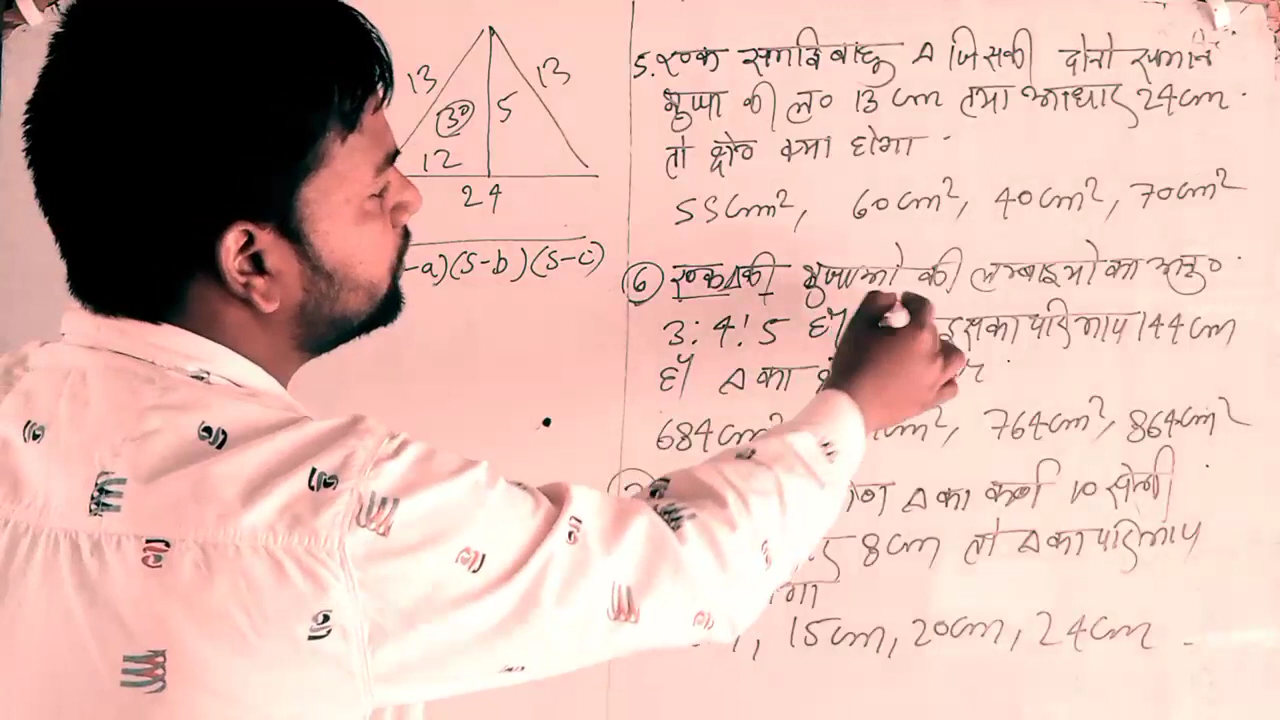 13
13
30
5
12
24
-a)(s-b)(s-c)
5. एक समद्विबाहु Δ जिसकी दोनो समान
भुजा की ल० 13 cm तथा आधार 24cm.
तो क्षे० क्या होगा.
55cm², 60cm², 40cm², 70cm²
6 एक Δ की भुजाओ की लम्बाइयो का अनु०.
3:4:5 है इसका परिमाप 144cm
है Δ का
684cm² cm², 764cm², 864cm²
Δ का कर्ण 10 सेमी
8cm तो Δ का परिमाप
15cm, 20cm, 24cm.